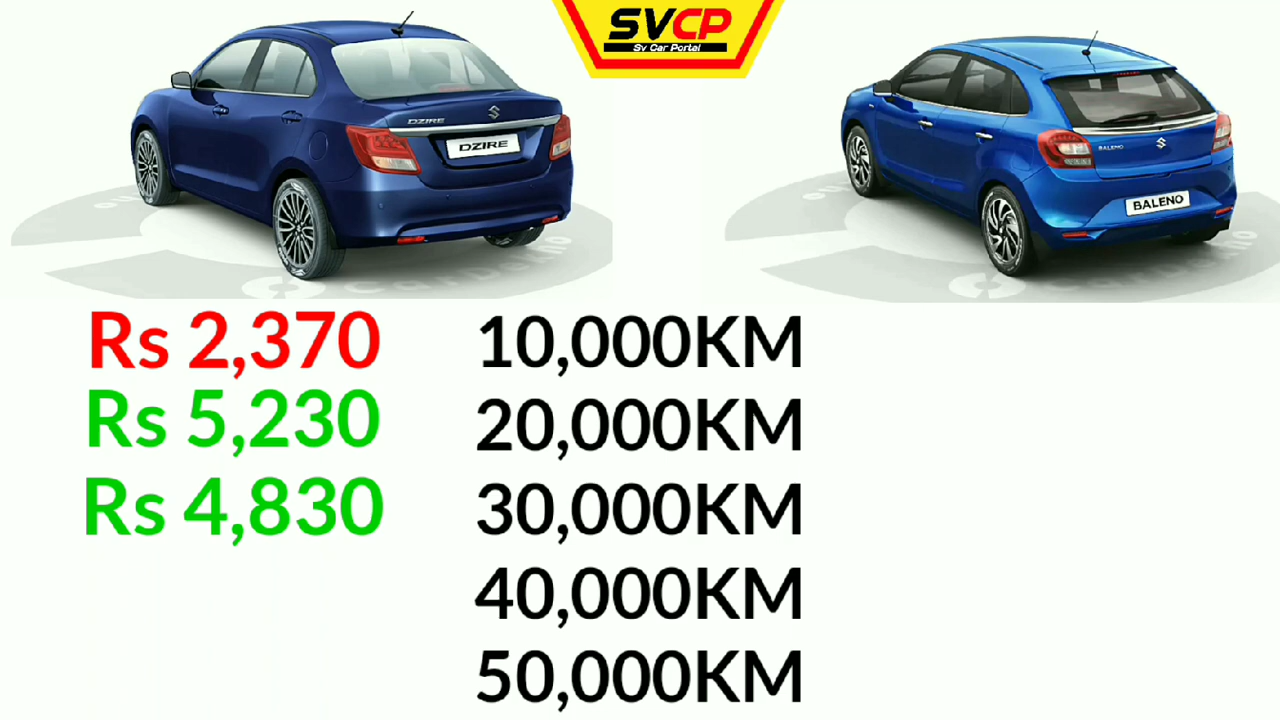 SVCP
Sv Car Portal
DZIRE
DZIRE
BALENO
BALENO
Rs 2,370 10,000KM
Rs 5,230 20,000KM
Rs 4,830 30,000KM
40,000KM
50,000KM